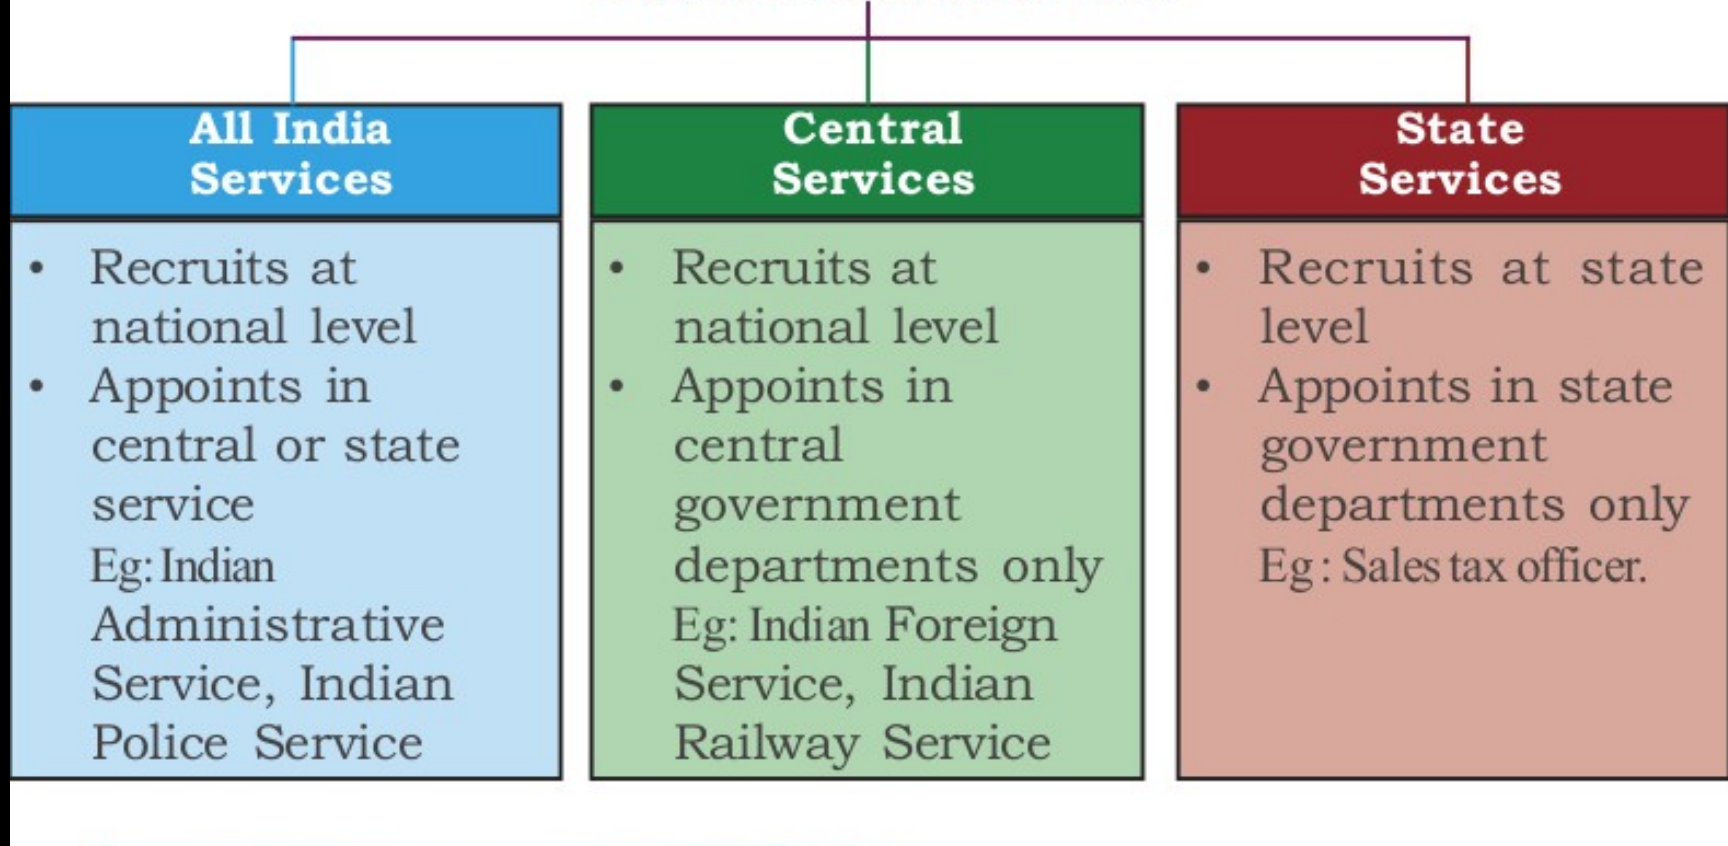 All India
Services
• Recruits at
national level
• Appoints in
central or state
service
Eg: Indian
Administrative
Service, Indian
Police Service
Central
Services
• Recruits at
national level
• Appoints in
central
government
departments only
Eg: Indian Foreign
Service, Indian
Railway Service
State
Services
• Recruits at state
level
• Appoints in state
government
departments only
Eg : Sales tax officer.